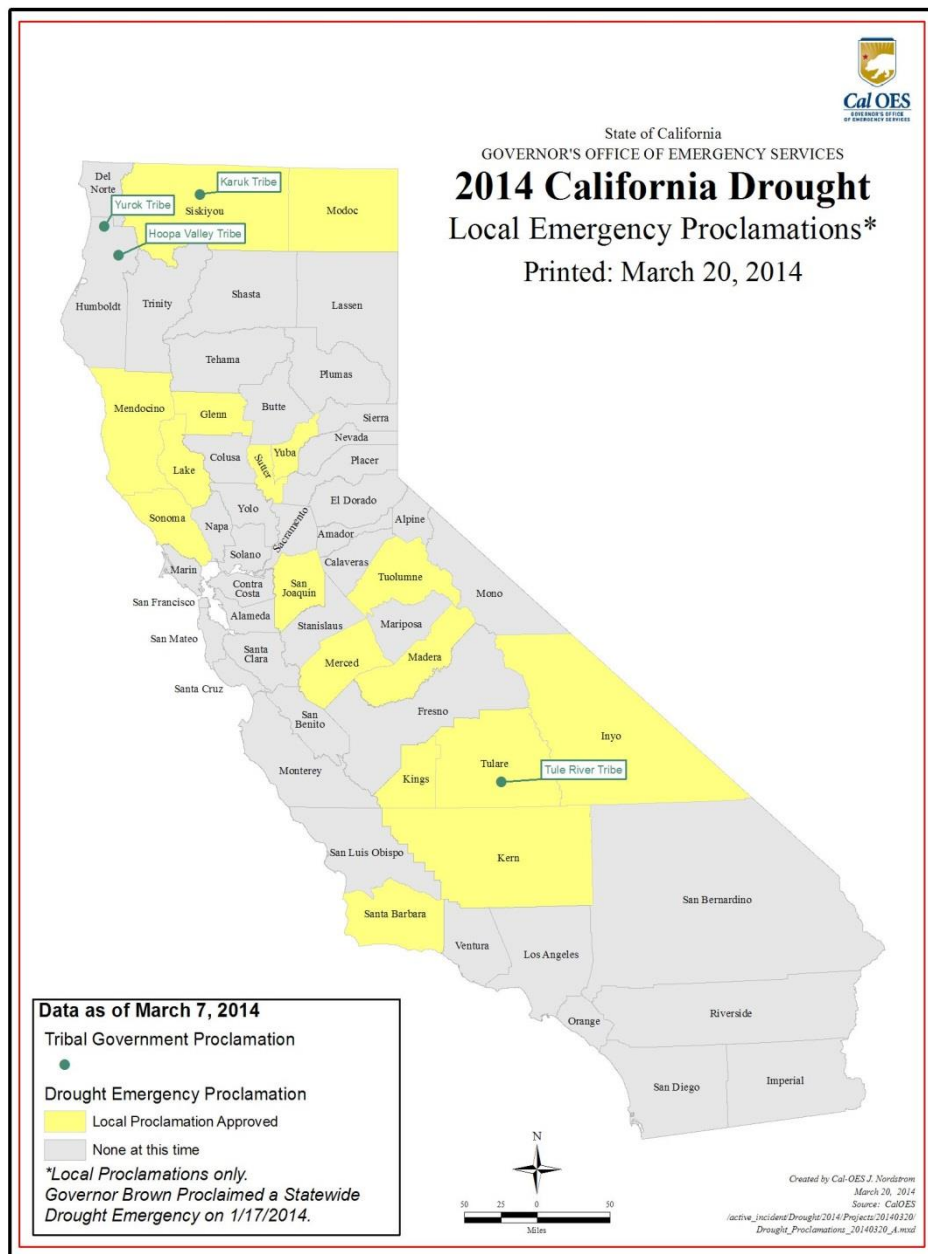 Cal OES
GOVERNOR'S OFFICE
OF EMERGENCY SERVICES
State of California
GOVERNOR'S OFFICE OF EMERGENCY SERVICES
2014 California Drought
Local Emergency Proclamations*
Printed: March 20, 2014
Del
Norte
Karuk Tribe
Siskiyou
Modoc
Yurok Tribe
Hoopa Valley Tribe
Humboldt
Trinity
Shasta
Lassen
Tehama
Plumas
Mendocino
Glenn
Butte
Sierra
Nevada
Placer
Lake
Colusa
Sutter
Yuba
El Dorado
Sonoma
Napa
Yolo
Sacramento
Alpine
Amador
Solano
Calaveras
Marin
Contra
Costa
San
Joaquin
Tuolumne
Mono
San Francisco
Alameda
Stanislaus
Mariposa
San Mateo
Santa
Clara
Merced
Madera
Santa Cruz
San
Benito
Fresno
Inyo
Monterey
Kings
Tulare
Tule River Tribe
San Luis Obispo
Kern
Santa Barbara
San Bernardino
Ventura
Los Angeles
Orange
Riverside
San Diego
Imperial
Data as of March 7, 2014
Tribal Government Proclamation
Drought Emergency Proclamation
Local Proclamation Approved
None at this time
*Local Proclamations only.
Governor Brown Proclaimed a Statewide
Drought Emergency on 1/17/2014.
N
50 25 0 50
Miles
Created by Cal-OES J. Nordstrom
March 20, 2014
Source: CalOES
/active_incident/Drought/2014/Projects/20140320/
Drought_Proclamations_20140320_A.mxd